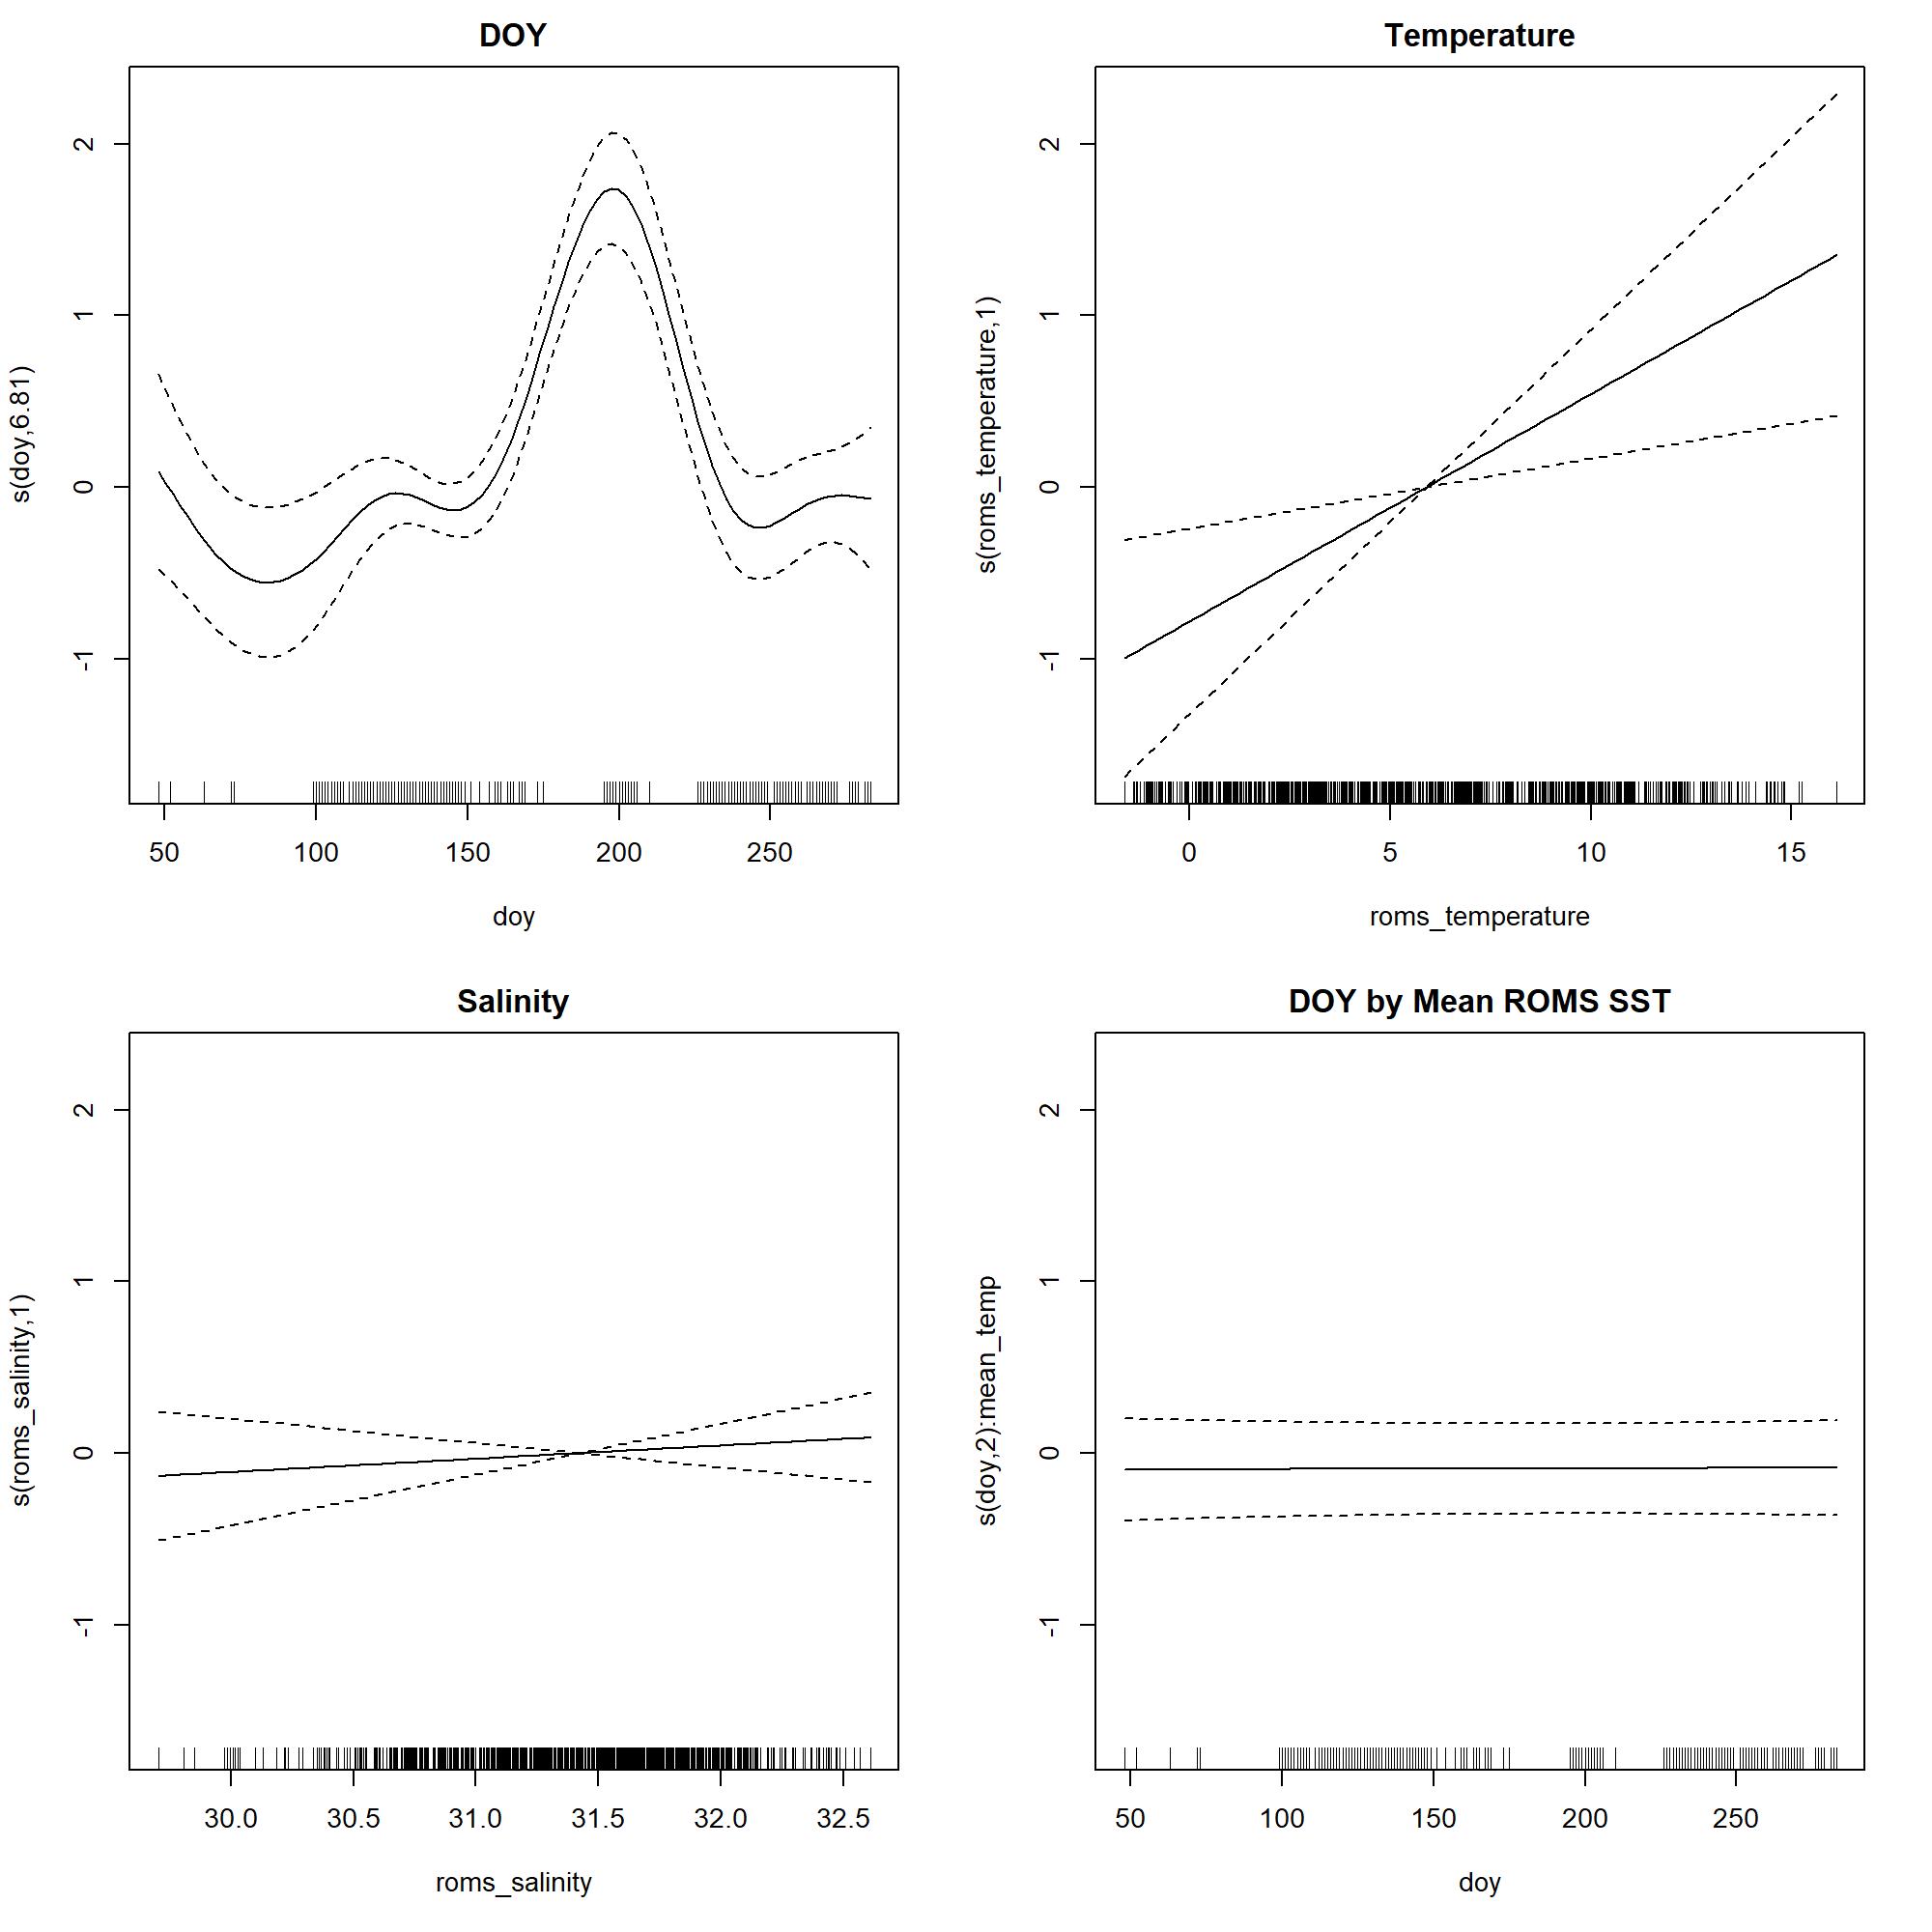 DOY
s(doy,6.81)
2
1
0
-1
50 100 150 200 250
doy
Temperature
s(roms_temperature,1)
2
1
0
-1
0 5 10 15
roms_temperature
Salinity
s(roms_salinity,1)
2
1
0
-1
30.0 30.5 31.0 31.5 32.0 32.5
roms_salinity
DOY by Mean ROMS SST
s(doy,2):mean_temp
2
1
0
-1
50 100 150 200 250
doy